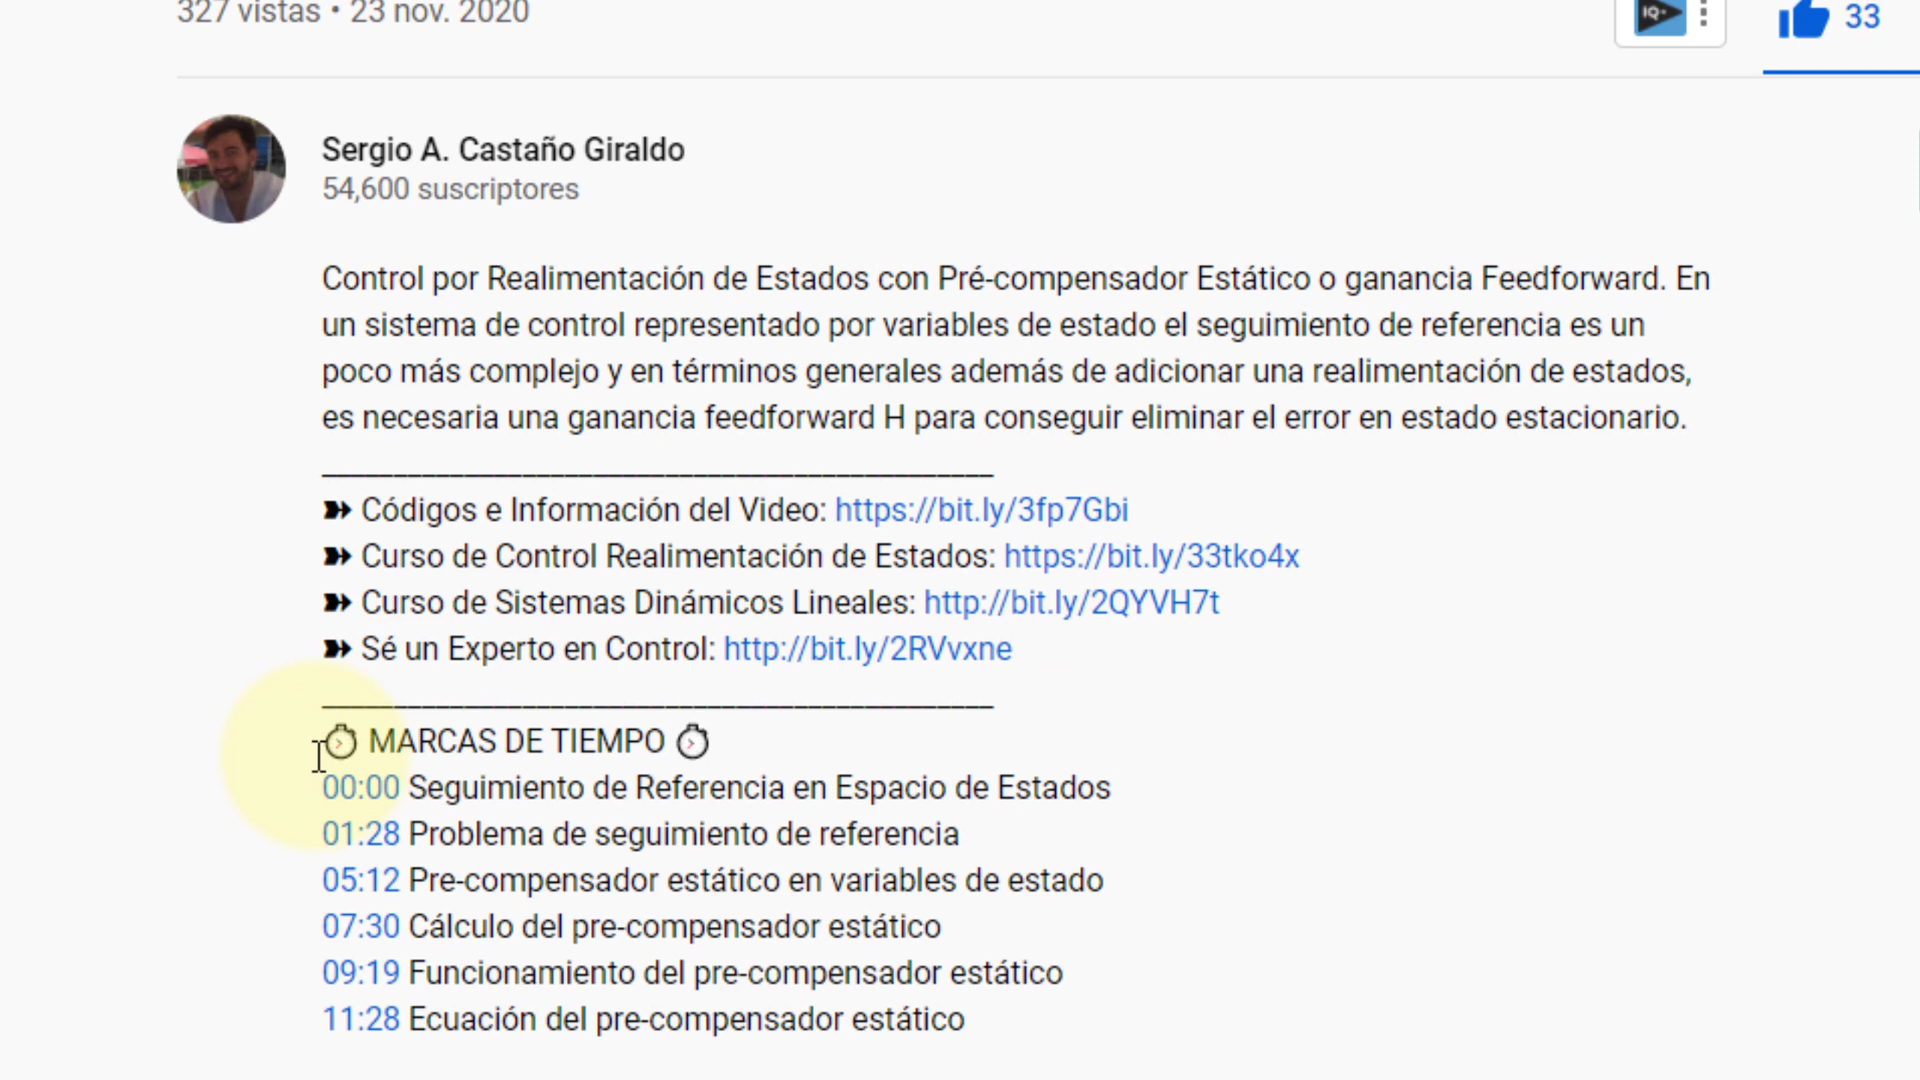 327 vistas • 23 nov. 2020
IQ
33
Sergio A. Castaño Giraldo
54,600 suscriptores
Control por Realimentación de Estados con Pré-compensador Estático o ganancia Feedforward. En
un sistema de control representado por variables de estado el seguimiento de referencia es un
poco más complejo y en términos generales además de adicionar una realimentación de estados,
es necesaria una ganancia feedforward H para conseguir eliminar el error en estado estacionario.
_______________________________________________
➽ Códigos e Información del Video: https://bit.ly/3fp7Gbi
➽ Curso de Control Realimentación de Estados: https://bit.ly/33tko4x
➽ Curso de Sistemas Dinámicos Lineales: http://bit.ly/2QYVH7t
➽ Sé un Experto en Control: http://bit.ly/2RVvxne
_______________________________________________
⏱ MARCAS DE TIEMPO ⏱
00:00 Seguimiento de Referencia en Espacio de Estados
01:28 Problema de seguimiento de referencia
05:12 Pre-compensador estático en variables de estado
07:30 Cálculo del pre-compensador estático
09:19 Funcionamiento del pre-compensador estático
11:28 Ecuación del pre-compensador estático